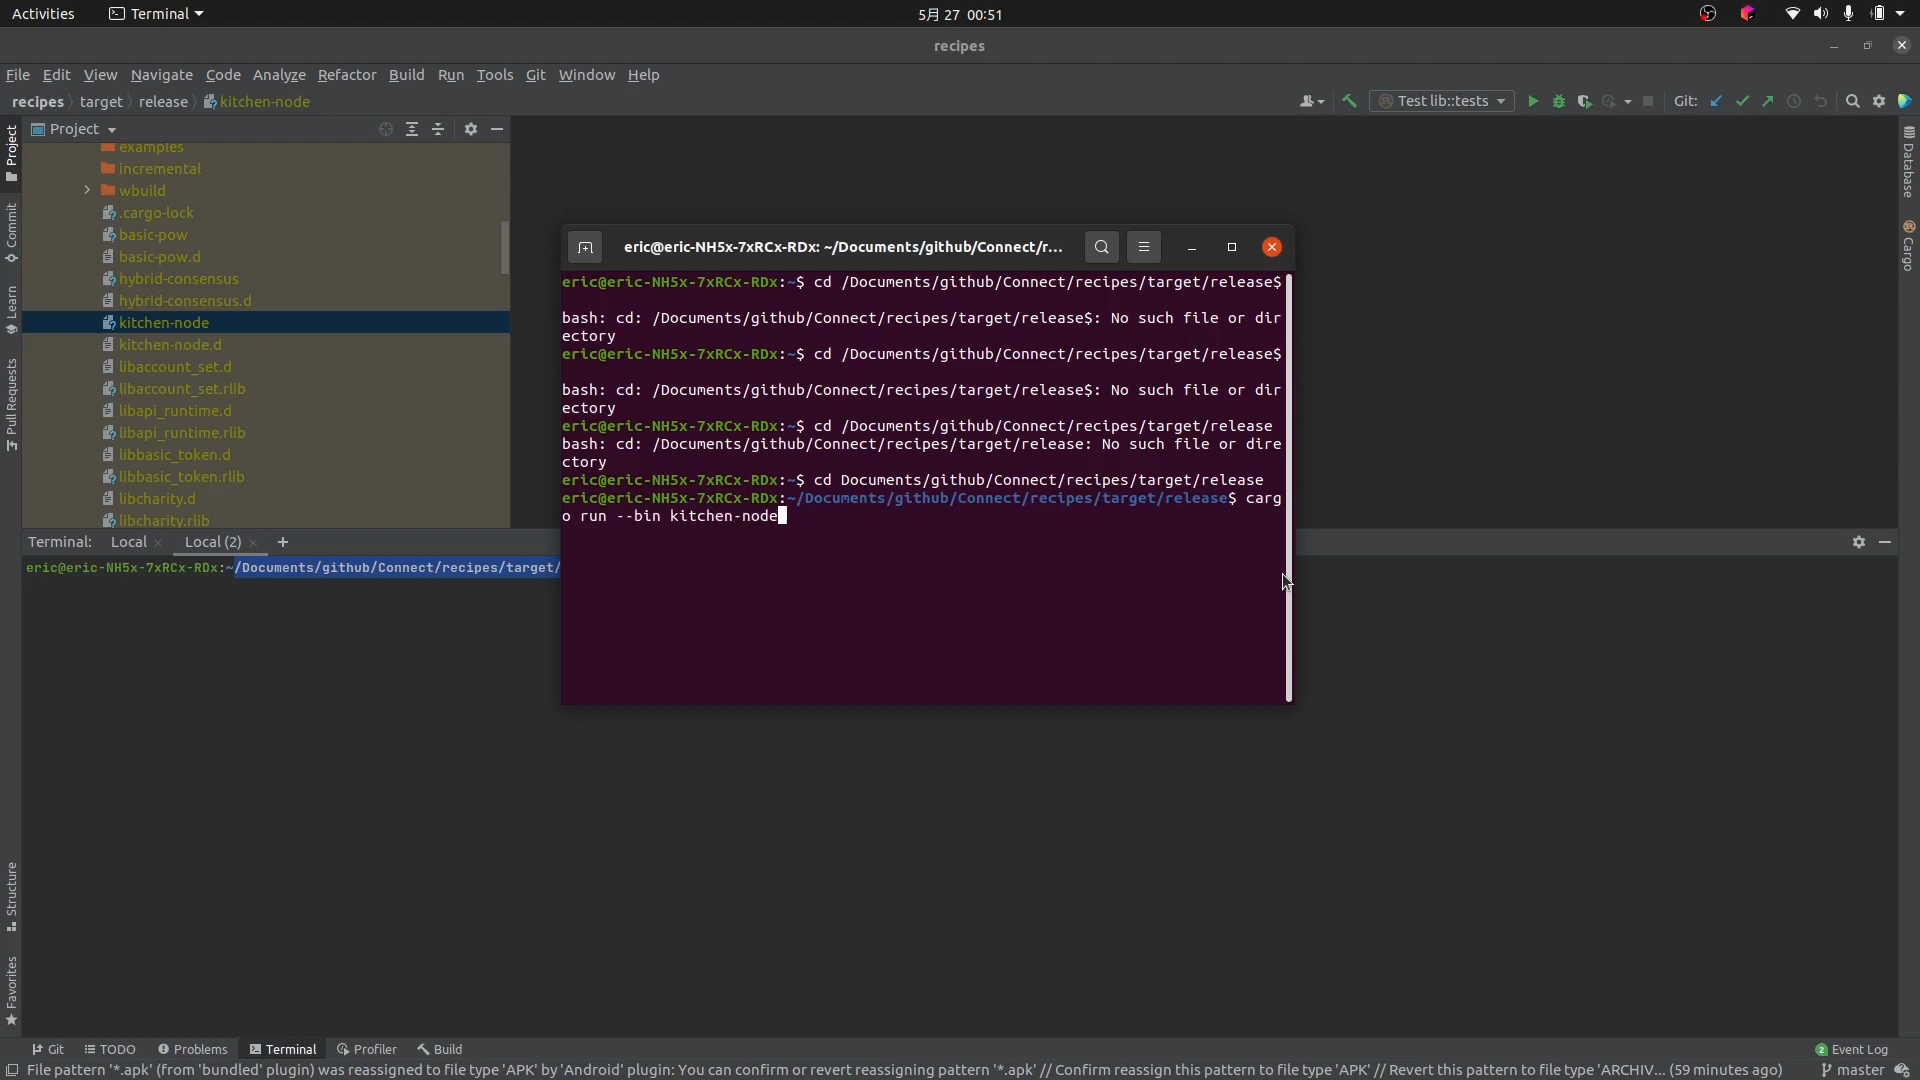 Activities Terminal 5月 27 00:51
recipes
File Edit View Navigate Code Analyze Refactor Build Run Tools Git Window Help
recipes target release kitchen-node Test lib::tests Git:
Project
examples
incremental
wbuild
.cargo-lock
basic-pow
basic-pow.d
hybrid-consensus
hybrid-consensus.d
kitchen-node
kitchen-node.d
libaccount_set.d
libaccount_set.rlib
libapi_runtime.d
libapi_runtime.rlib
libbasic_token.d
libbasic_token.rlib
libcharity.d
libcharity.rlib
Project
Commit
Learn
Pull Requests
Structure
Favorites
Database
Cargo
eric@eric-NH5x-7xRCx-RDx: ~/Documents/github/Connect/r...
eric@eric-NH5x-7xRCx-RDx:~$ cd /Documents/github/Connect/recipes/target/release$
bash: cd: /Documents/github/Connect/recipes/target/release$: No such file or dir
ectory
eric@eric-NH5x-7xRCx-RDx:~$ cd /Documents/github/Connect/recipes/target/release$
bash: cd: /Documents/github/Connect/recipes/target/release$: No such file or dir
ectory
eric@eric-NH5x-7xRCx-RDx:~$ cd /Documents/github/Connect/recipes/target/release
bash: cd: /Documents/github/Connect/recipes/target/release: No such file or dire
ctory
eric@eric-NH5x-7xRCx-RDx:~$ cd Documents/github/Connect/recipes/target/release
eric@eric-NH5x-7xRCx-RDx:~/Documents/github/Connect/recipes/target/release$ carg
o run --bin kitchen-node
Terminal: Local Local (2)
eric@eric-NH5x-7xRCx-RDx:~/Documents/github/Connect/recipes/target/
Git TODO Problems Terminal Profiler Build 2 Event Log
File pattern '*.apk' (from 'bundled' plugin) was reassigned to file type 'APK' by 'Android' plugin: You can confirm or revert reassigning pattern '*.apk' // Confirm reassign this pattern to file type 'APK' // Revert this pattern to file type 'ARCHIV... (59 minutes ago) master